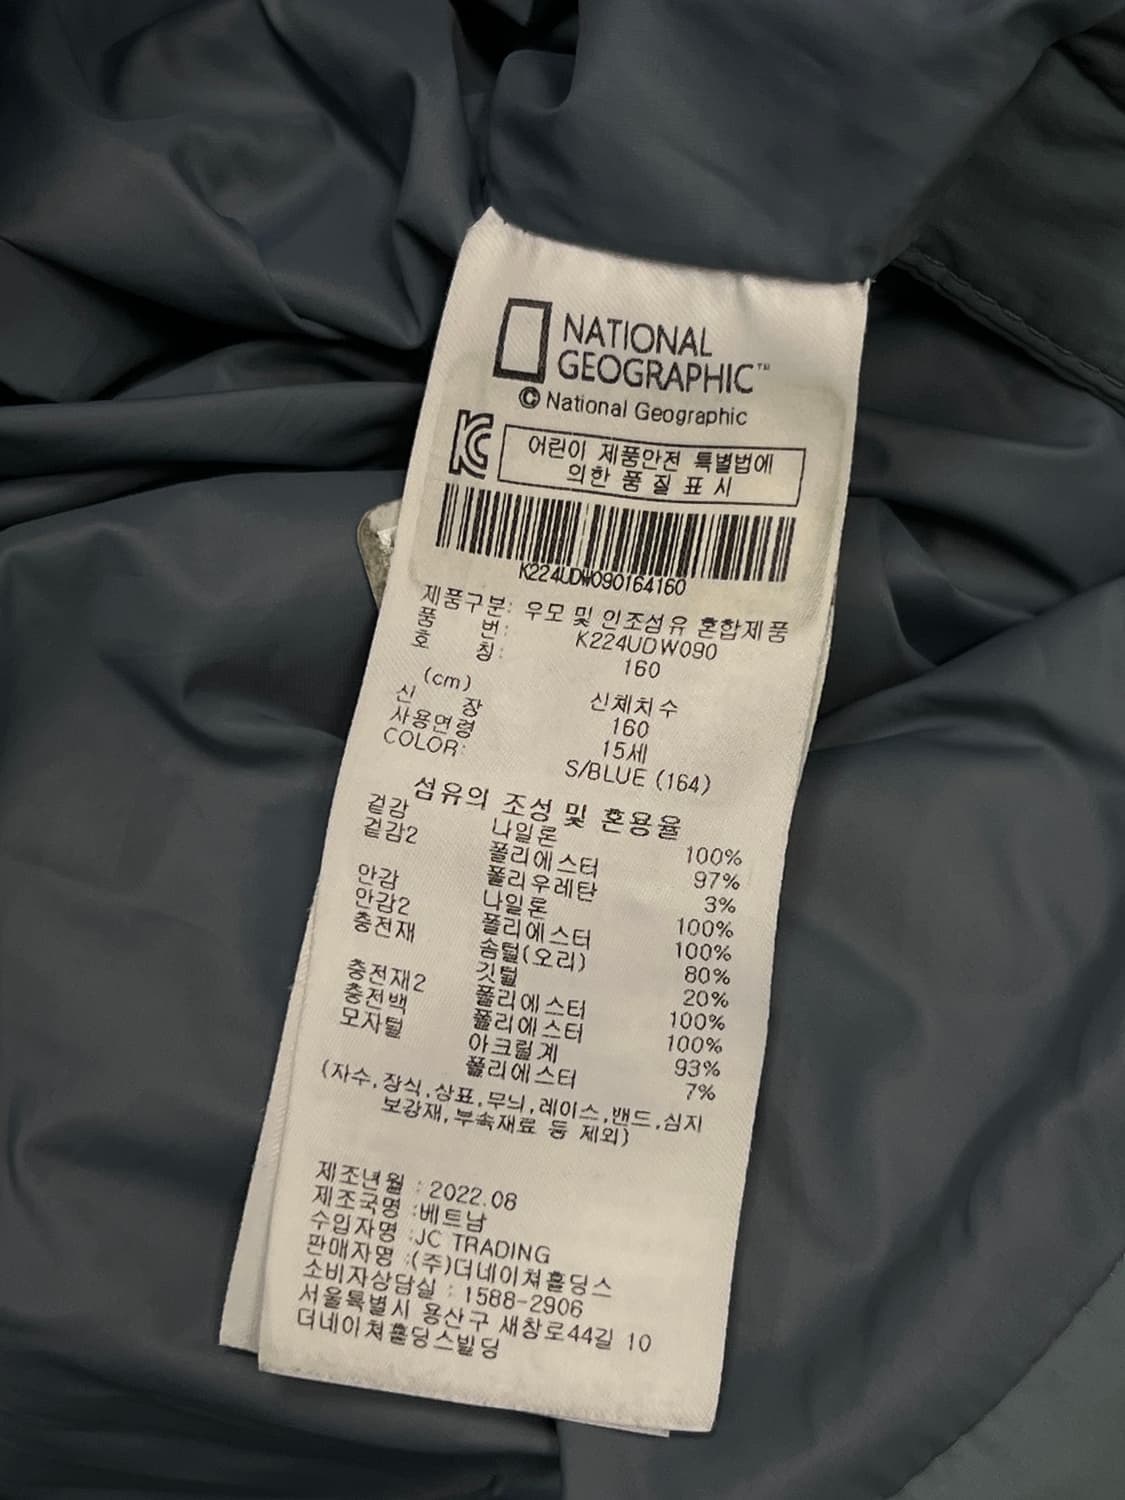 NATIONAL
GEOGRAPHIC™
© National Geographic
어린이 제품안전 특별법에
의한 품 질 표 시
K224UDW090164160
제품구분: 우모 및 인조섬유 혼합제품
품 번: K224UDW090
호 칭: 160
(cm) 신체치수
신 장 160
사용연령 15세
COLOR: S/BLUE (164)
섬유의 조성 및 혼용율
겉감 나일론 100%
겉감2 폴리에스터 97%
폴리우레탄 3%
안감 나일론 100%
안감2 폴리에스터 100%
충전재 솜털(오리) 80%
깃털 20%
충전재2 폴리에스터 100%
충전백 폴리에스터 100%
모자털 아크릴계 93%
폴리에스터 7%
(자수,장식,상표,무늬,레이스,밴드,심지
보강재,부속재료 등 제외)
제조년월 : 2022.08
제조국명 :베트남
수입자명 :JC TRADING
판매자명 :(주)더네이쳐홀딩스
소비자상담실 : 1588-2906
서울특별시 용산구 새창로44길 10
더네이쳐홀딩스빌딩